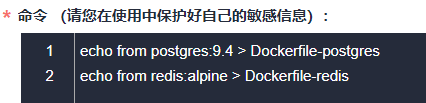 * 命令 （请您在使用中保护好自己的敏感信息）:
1 echo from postgres:9.4 > Dockerfile-postgres
2 echo from redis:alpine > Dockerfile-redis